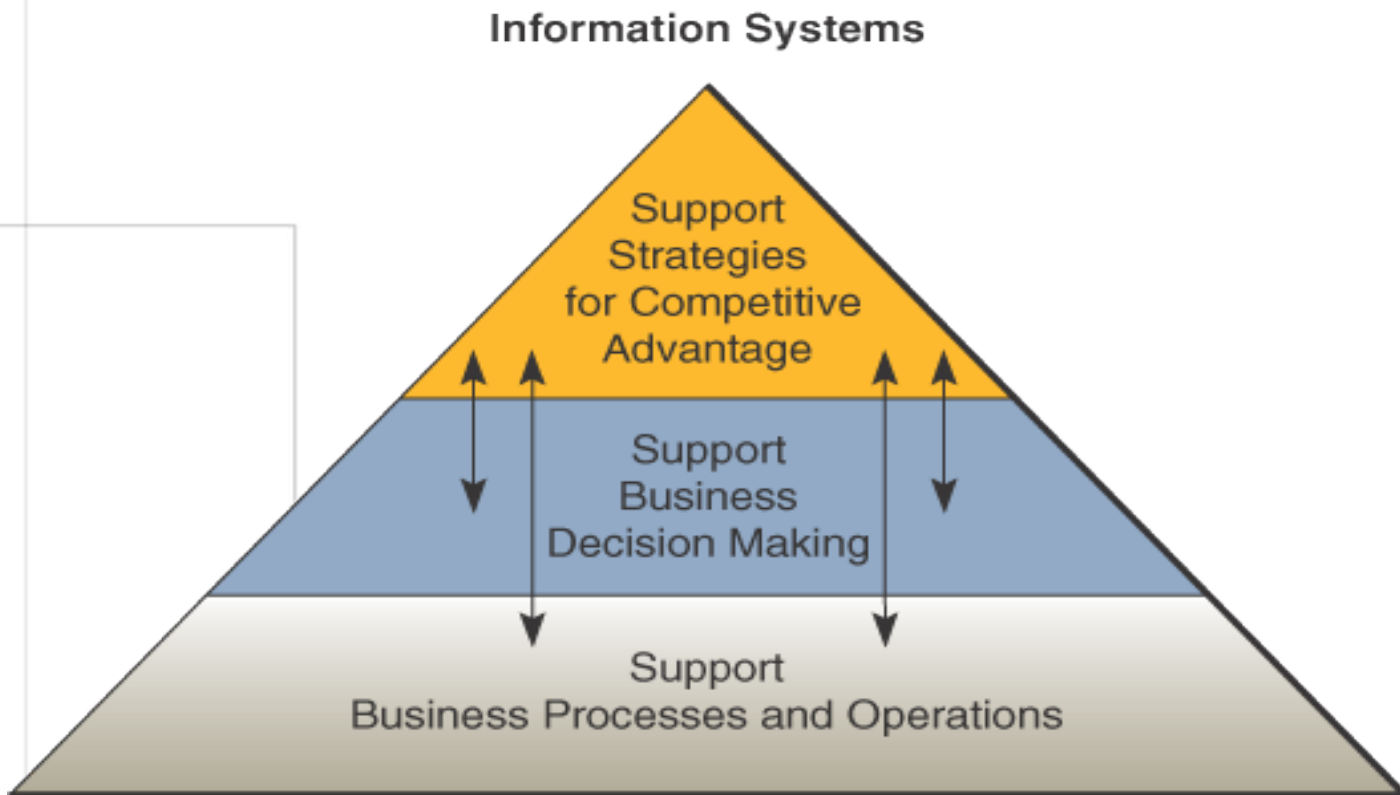 Information Systems
Support
Strategies
for Competitive
Advantage
Support
Business
Decision Making
Support
Business Processes and Operations